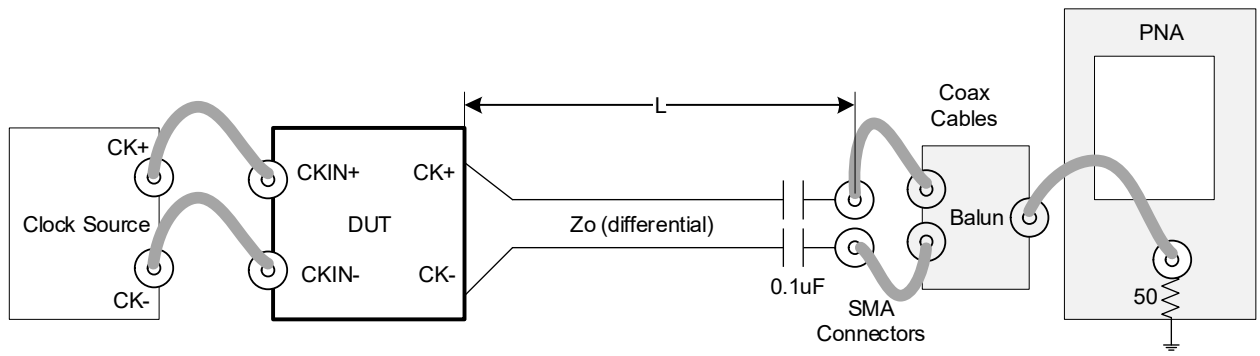 PNA
L
Coax
Cables
CK+
CKIN+
CK+
Clock Source
DUT
Zo (differential)
Balun
CKIN-
CK-
CK-
0.1uF
50
SMA
Connectors